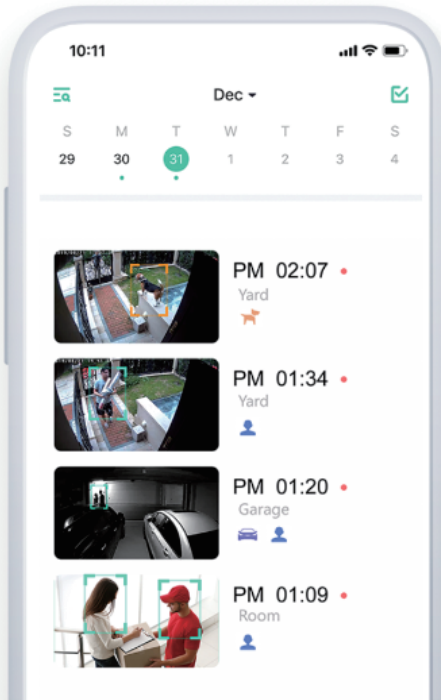 10:11
Dec
S M T W T F S
29 30 31 1 2 3 4
PM 02:07
Yard
PM 01:34
Yard
PM 01:20
Garage
PM 01:09
Room